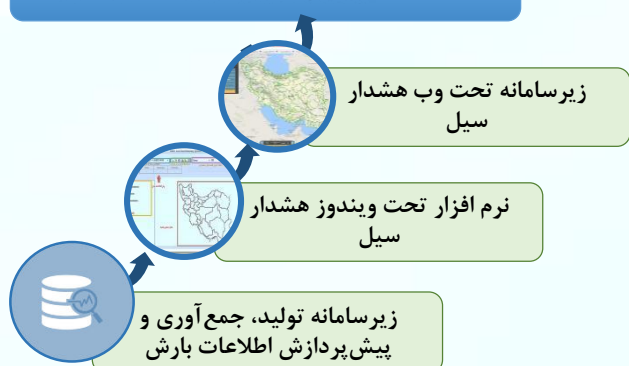 زیرسامانه تحت وب هشدار
سیل
نرم افزار تحت ویندوز هشدار
سیل
زیرسامانه تولید، جمع‌آوری و
پیش‌پردازش اطلاعات بارش